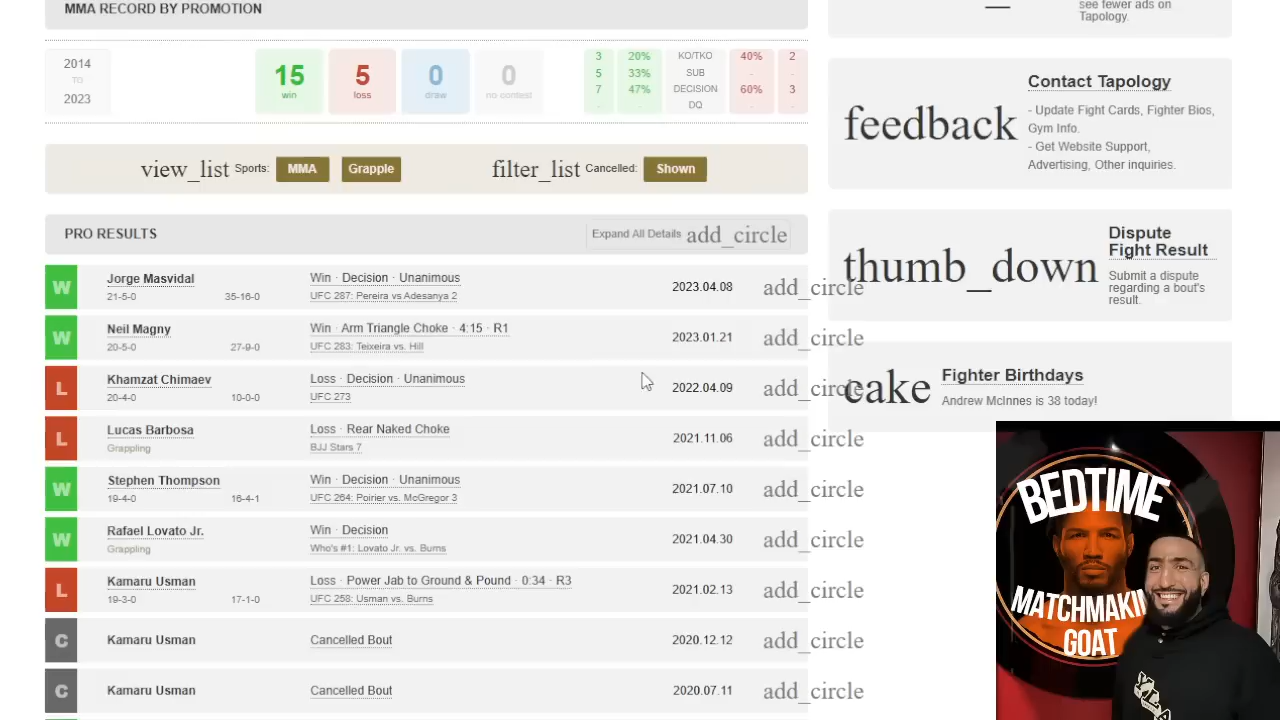 MMA RECORD BY PROMOTION
see fewer ads on
Tapology.
2014
TO
2023
15
win
5
loss
0
draw
0
no contest
3 20% KO/TKO 40% 2
5 33% SUB - -
7 47% DECISION 60% 3
- - DQ - -
Contact Tapology
feedback
- Update Fight Cards, Fighter Bios,
Gym Info.
- Get Website Support,
Advertising, Other inquiries.
view_list Sports: MMA Grapple filter_list Cancelled: Shown
PRO RESULTS Expand All Details add_circle
thumb_down
Dispute
Fight Result
Submit a dispute
regarding a bout's
result.
W Jorge Masvidal Win · Decision · Unanimous 2023.04.08 add_circle
21-5-0 35-16-0 UFC 287: Pereira vs Adesanya 2
W Neil Magny Win · Arm Triangle Choke · 4:15 · R1 2023.01.21 add_circle
20-5-0 27-9-0 UFC 283: Teixeira vs. Hill
L Khamzat Chimaev Loss · Decision · Unanimous 2022.04.09 add_circle
20-4-0 10-0-0 UFC 273
cake
Fighter Birthdays
Andrew McInnes is 38 today!
L Lucas Barbosa Loss · Rear Naked Choke 2021.11.06 add_circle
Grappling BJJ Stars 7
W Stephen Thompson Win · Decision · Unanimous 2021.07.10 add_circle
19-4-0 16-4-1 UFC 264: Poirier vs. McGregor 3
W Rafael Lovato Jr. Win · Decision 2021.04.30 add_circle
Grappling Who's #1: Lovato Jr. vs. Burns
L Kamaru Usman Loss · Power Jab to Ground & Pound · 0:34 · R3 2021.02.13 add_circle
19-3-0 17-1-0 UFC 258: Usman vs. Burns
C Kamaru Usman Cancelled Bout 2020.12.12 add_circle
C Kamaru Usman Cancelled Bout 2020.07.11 add_circle
BEDTIME
MATCHMAKIN
GOAT